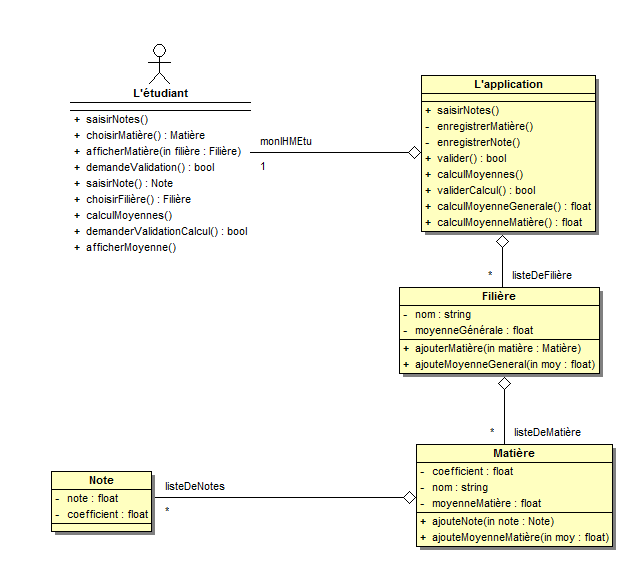 L'étudiant
+ saisirNotes()
+ choisirMatière() : Matière
+ afficherMatière(in filière : Filière)
+ demandeValidation() : bool
+ saisirNote() : Note
+ choisirFilière() : Filière
+ calculMoyennes()
+ demanderValidationCalcul() : bool
+ afficherMoyenne()
monIHMEtu
1
L'application
+ saisirNotes()
- enregistrerMatière()
- enregistrerNote()
+ valider() : bool
+ calculMoyennes()
+ validerCalcul() : bool
+ calculMoyenneGenerale() : float
+ calculMoyenneMatière() : float
* listeDeFilière
Filière
- nom : string
- moyenneGénérale : float
+ ajouterMatière(in matière : Matière)
+ ajouteMoyenneGeneral(in moy : float)
* listeDeMatière
Matière
- coefficient : float
- nom : string
- moyenneMatière : float
+ ajouteNote(in note : Note)
+ ajouteMoyenneMatière(in moy : float)
listeDeNotes
*
Note
- note : float
- coefficient : float